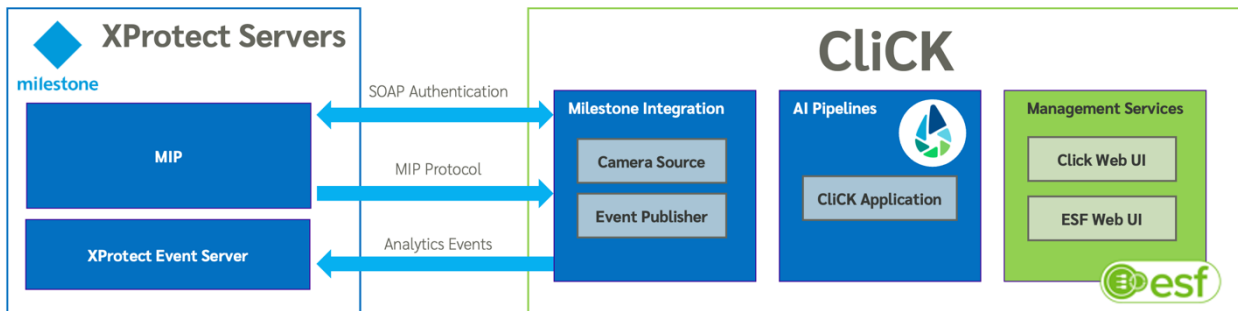 XProtect Servers
milestone
MIP
XProtect Event Server
SOAP Authentication
MIP Protocol
Analytics Events
CliCK
Milestone Integration
Camera Source
Event Publisher
AI Pipelines
CliCK Application
Management Services
Click Web UI
ESF Web UI
esf